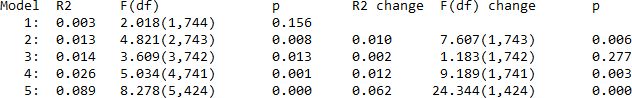 Model R2 F(df) p R2 change F(df) change p
1: 0.003 2.018(1,744) 0.156
2: 0.013 4.821(2,743) 0.008 0.010 7.607(1,743) 0.006
3: 0.014 3.609(3,742) 0.013 0.002 1.183(1,742) 0.277
4: 0.026 5.034(4,741) 0.001 0.012 9.189(1,741) 0.003
5: 0.089 8.278(5,424) 0.000 0.062 24.344(1,424) 0.000